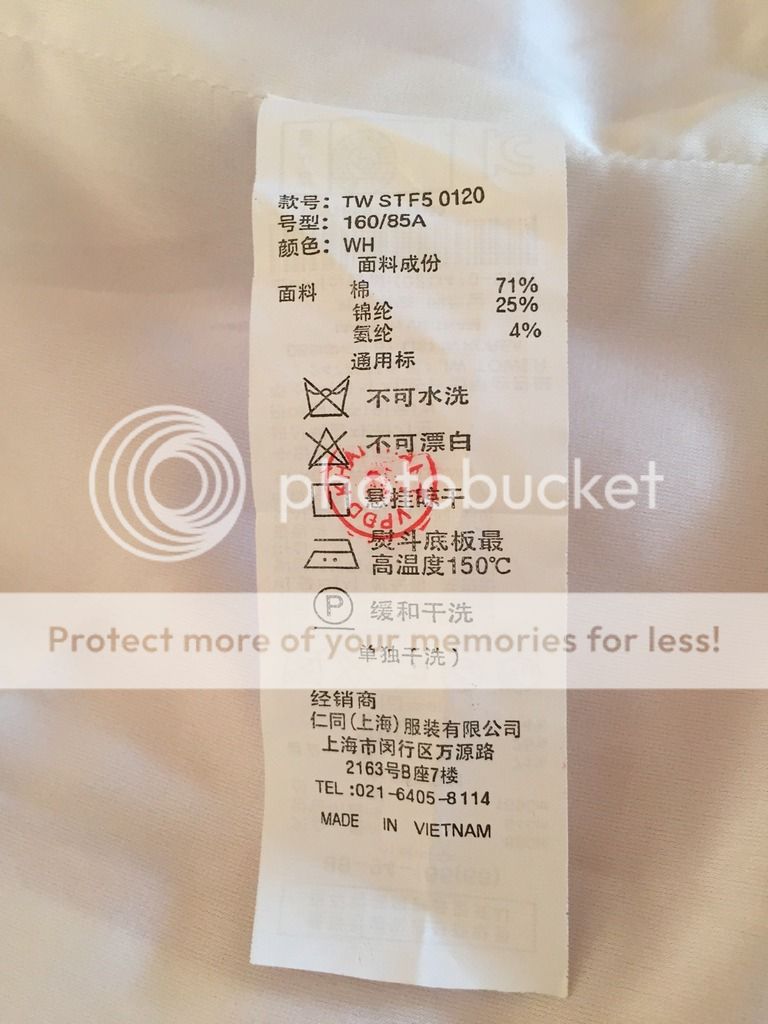 款号: TW STF5 0120
号型: 160/85A
颜色: WH
面料成份
面料 棉 71%
锦纶 25%
氨纶 4%
通用标
不可水洗
不可漂白
悬挂晾干
熨斗底板最
高温度150℃
P 缓和干洗
单独干洗)
经销商
仁同(上海)服装有限公司
上海市闵行区万源路
2163号B座7楼
TEL:021-6405-8114
MADE IN VIETNAM
photobucket
Protect more of your memories for less!